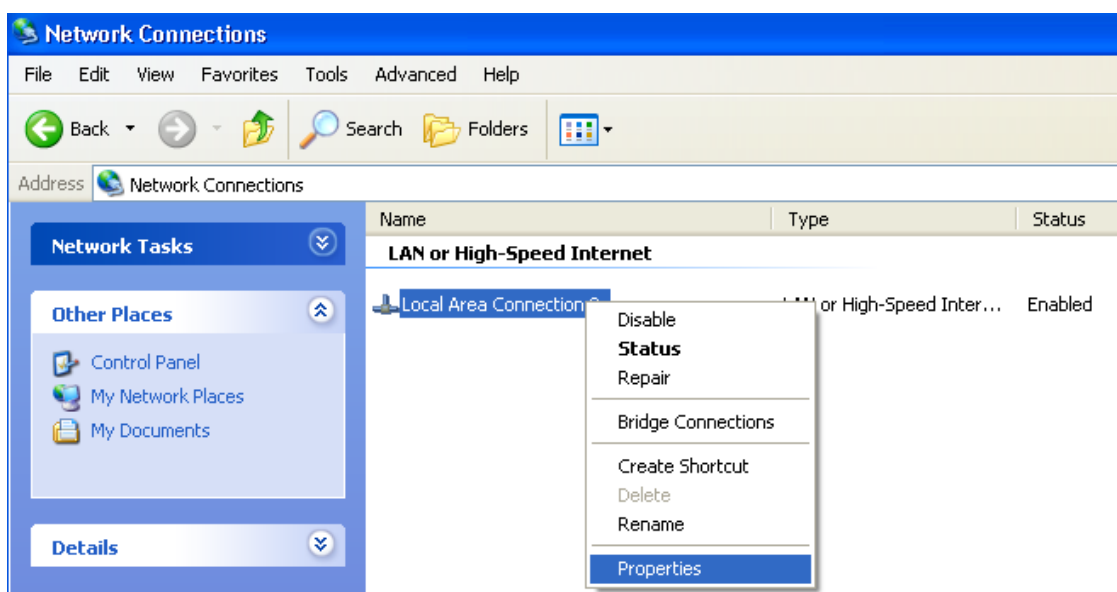 Network Connections
File Edit View Favorites Tools Advanced Help
Back Search Folders
Address Network Connections
Name Type Status
Network Tasks
LAN or High-Speed Internet
Other Places
Local Area Connection or High-Speed Inter... Enabled
Control Panel
My Network Places
My Documents
Details
Disable
Status
Repair
Bridge Connections
Create Shortcut
Delete
Rename
Properties